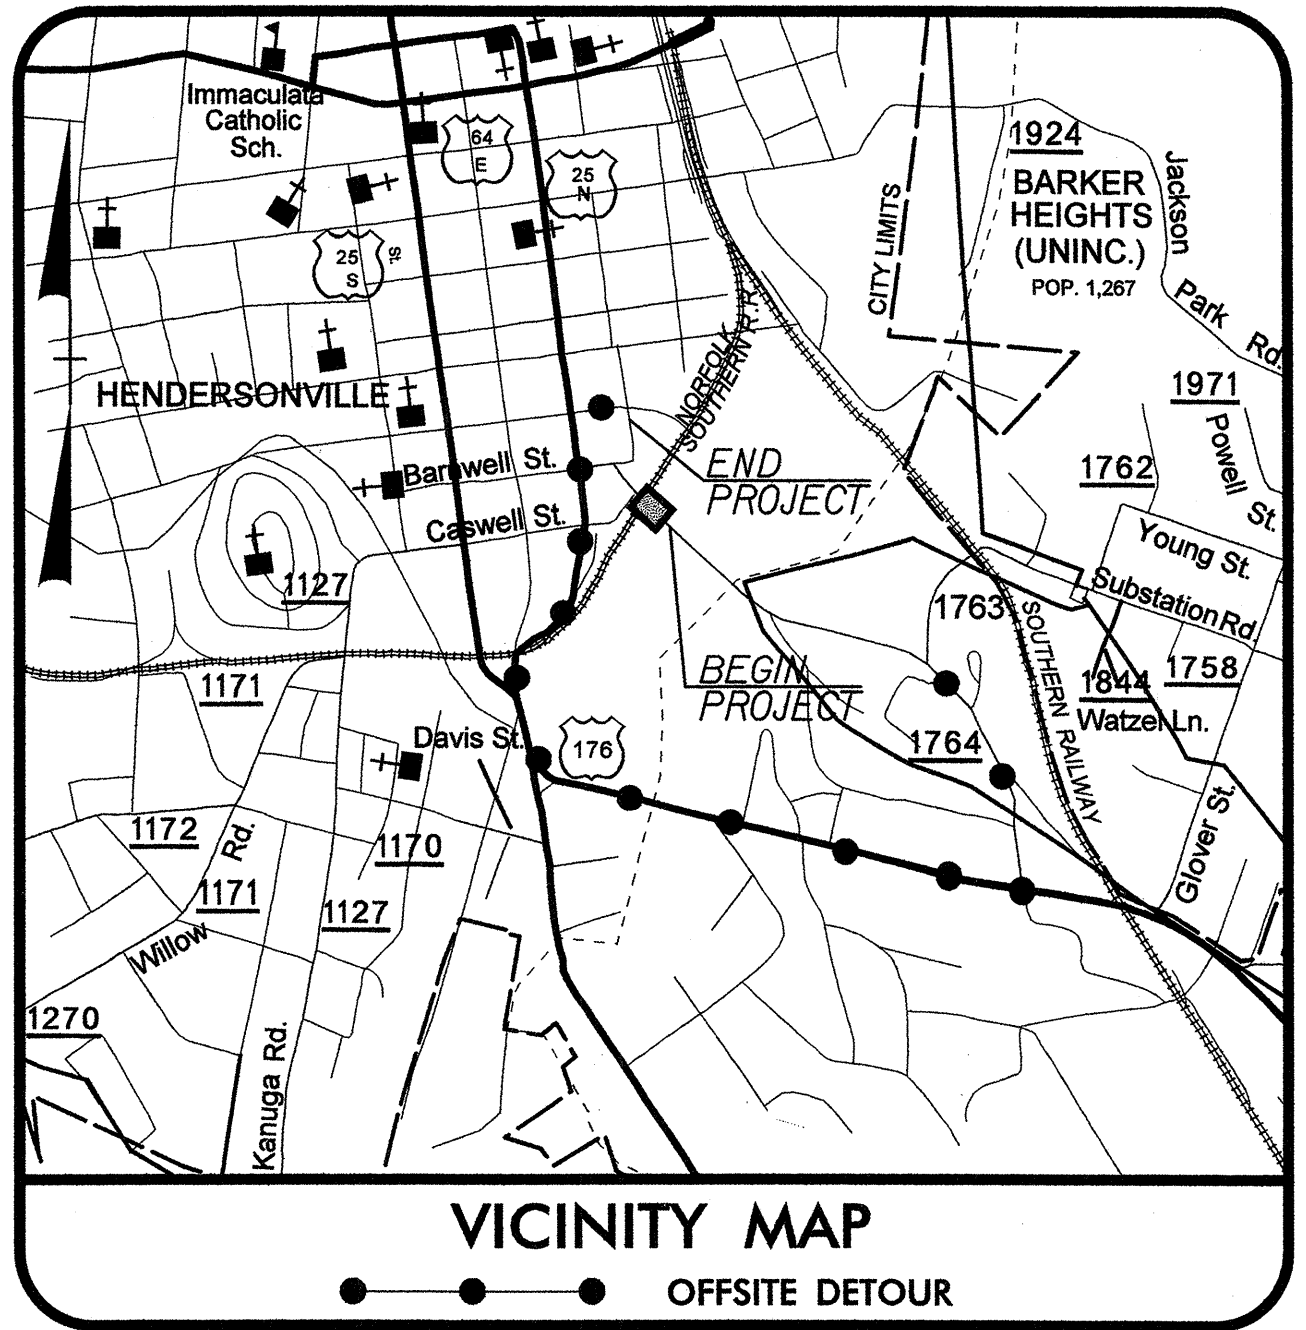 Immaculata
Catholic
Sch.
64
E
25
N
25
S
St.
1924
BARKER
HEIGHTS
(UNINC.)
POP. 1,267
Jackson
Park
Rd.
CITY LIMITS
HENDERSONVILLE
NORFOLK
SOUTHERN R.R.
1971
Powell
St.
1762
Barnwell St.
END
PROJECT
Caswell St.
Young St.
1127
Substation Rd.
1763
SOUTHERN RAILWAY
1171
BEGIN
PROJECT
1844
1758
Watzel Ln.
Davis St.
176
1764
1172
Rd.
1170
Glover St.
1171
1127
Willow
1270
Kanuga Rd.
VICINITY MAP
OFFSITE DETOUR